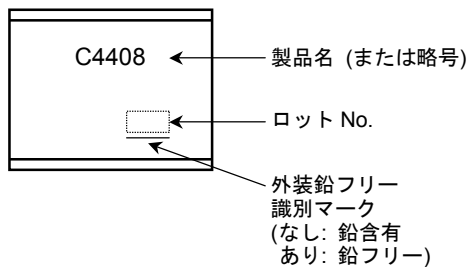 C4408
製品名 (または略号)
ロット No.
外装鉛フリー
識別マーク
(なし: 鉛含有
あり: 鉛フリー)